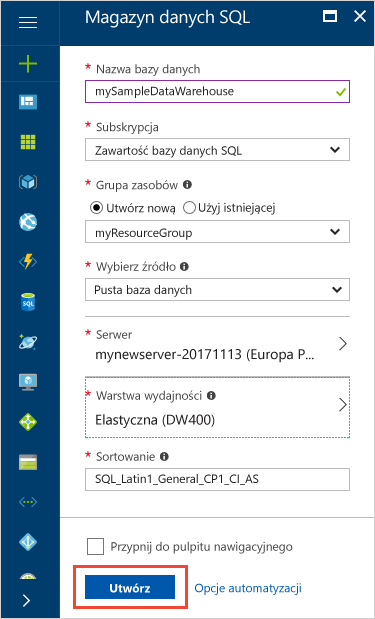 Magazyn danych SQL
* Nazwa bazy danych
mySampleDataWarehouse
* Subskrypcja
Zawartość bazy danych SQL
* Grupa zasobów
Utwórz nową Użyj istniejącej
myResourceGroup
* Wybierz źródło
Pusta baza danych
* Serwer
mynewserver-20171113 (Europa P...
* Warstwa wydajności
Elastyczna (DW400)
* Sortowanie
SQL_Latin1_General_CP1_CI_AS
Przypnij do pulpitu nawigacyjnego
Utwórz Opcje automatyzacji
SQL